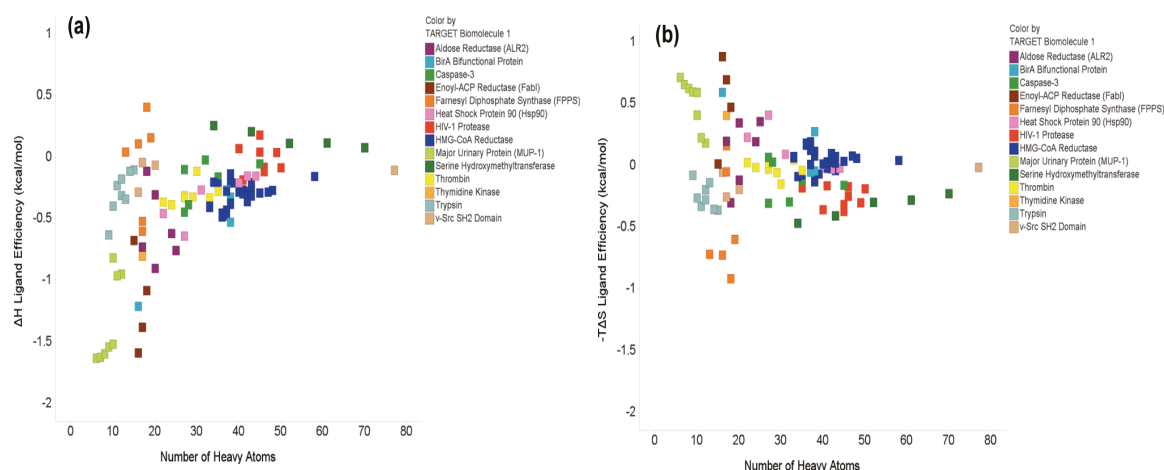 (a)
1
0.5
0
-0.5
-1
-1.5
-2
ΔH Ligand Efficiency (kcal/mol)
0 10 20 30 40 50 60 70 80
Number of Heavy Atoms
Color by
TARGET Biomolecule 1
Aldose Reductase (ALR2)
BirA Bifunctional Protein
Caspase-3
Enoyl-ACP Reductase (FabI)
Farnesyl Diphosphate Synthase (FPPS)
Heat Shock Protein 90 (Hsp90)
HIV-1 Protease
HMG-CoA Reductase
Major Urinary Protein (MUP-1)
Serine Hydroxymethyltransferase
Thrombin
Thymidine Kinase
Trypsin
v-Src SH2 Domain
(b)
1
0.5
0
-0.5
-1
-1.5
-2
-TΔS Ligand Efficiency (kcal/mol)
0 10 20 30 40 50 60 70 80
Number of Heavy Atoms
Color by
TARGET Biomolecule 1
Aldose Reductase (ALR2)
BirA Bifunctional Protein
Caspase-3
Enoyl-ACP Reductase (FabI)
Farnesyl Diphosphate Synthase (FPPS)
Heat Shock Protein 90 (Hsp90)
HIV-1 Protease
HMG-CoA Reductase
Major Urinary Protein (MUP-1)
Serine Hydroxymethyltransferase
Thrombin
Thymidine Kinase
Trypsin
v-Src SH2 Domain